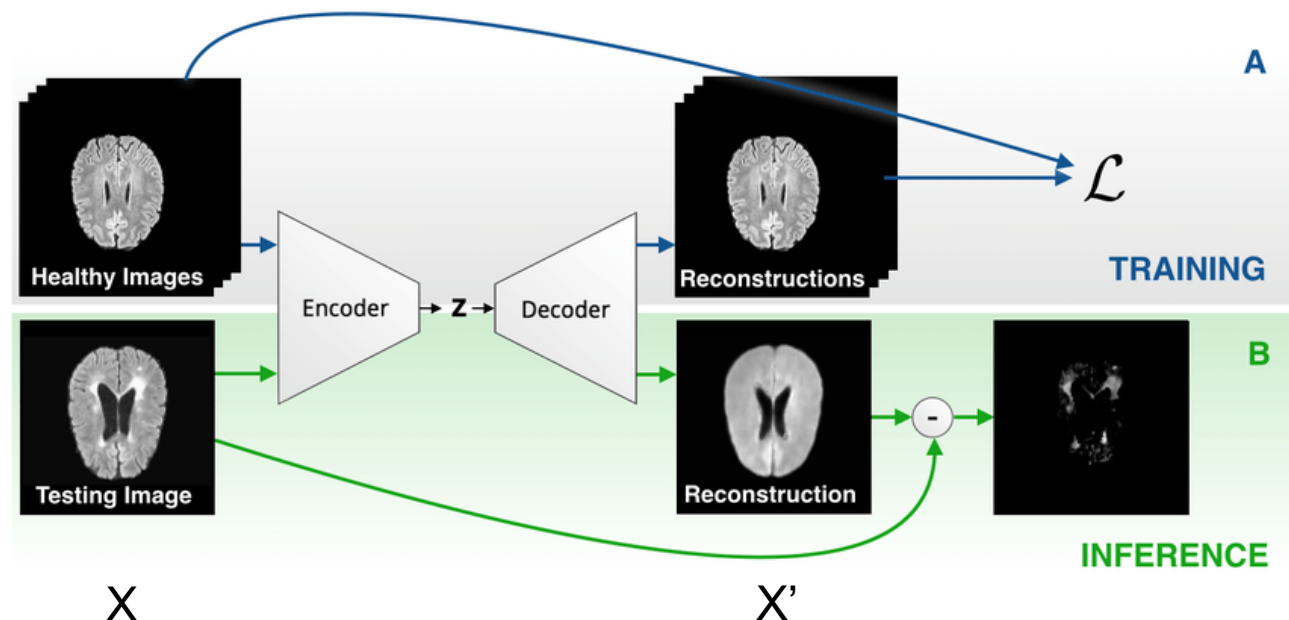 A
ℒ
Healthy Images
Reconstructions
TRAINING
Encoder
z
Decoder
B
-
Testing Image
Reconstruction
INFERENCE
X
X’